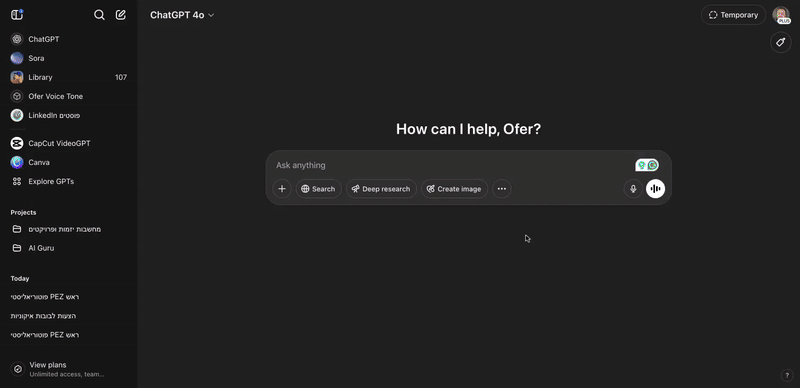 ChatGPT 4o
Temporary
PLUS
ChatGPT
Sora
Library 107
Ofer Voice Tone
LinkedIn פוסטים
CapCut VideoGPT
Canva
Explore GPTs
Projects
מחשבות יזמות ופרויקטים
AI Guru
Today
ראש PEZ פוטוריאליסטי
הצעות לבובות איקוניות
ראש PEZ פוטוריאליסטי
View plans
Unlimited access, team...
How can I help, Ofer?
Ask anything
Search
Deep research
Create image
?